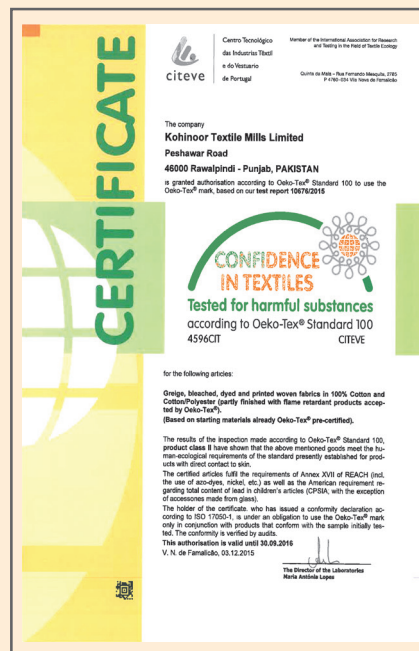 CERTIFICATE
citeve
Centro Tecnológico
das Indústrias Têxtil
e do Vestuário
de Portugal
Member of the International Association for Research
and Testing in the Field of Textile Ecology
Quinta da Maia - Rua Fernando Mesquita, 2785
P 4760-034 Vila Nova de Famalicão
The company
Kohinoor Textile Mills Limited
Peshawar Road
46000 Rawalpindi - Punjab, PAKISTAN
is granted authorisation according to Oeko-Tex® Standard 100 to use the
Oeko-Tex® mark, based on our test report 10676/2015
CONFIDENCE
IN TEXTILES
Tested for harmful substances
according to Oeko-Tex® Standard 100
4596CIT CITEVE
for the following articles:
Greige, bleached, dyed and printed woven fabrics in 100% Cotton and
Cotton/Polyester (partly finished with flame retardant products accep-
ted by Oeko-Tex®).
(Based on starting materials already Oeko-Tex® pre-certified).
The results of the inspection made according to Oeko-Tex® Standard 100,
product class II have shown that the above mentioned goods meet the hu-
man-ecological requirements of the standard presently established for prod-
ucts with direct contact to skin.
The certified articles fulfil the requirements of Annex XVII of REACH (incl.
the use of azo-dyes, nickel, etc.) as well as the American requirement re-
garding total content of lead in children's articles (CPSIA; with the exception
of accessories made from glass).
The holder of the certificate, who has issued a conformity declaration ac-
cording to ISO 17050-1, is under an obligation to use the Oeko-Tex® mark
only in conjunction with products that conform with the sample initially tes-
ted. The conformity is verified by audits.
This authorisation is valid until 30.09.2016
V. N. de Famalicão, 03.12.2015
The Director of the Laboratories
Maria Antónia Lopes